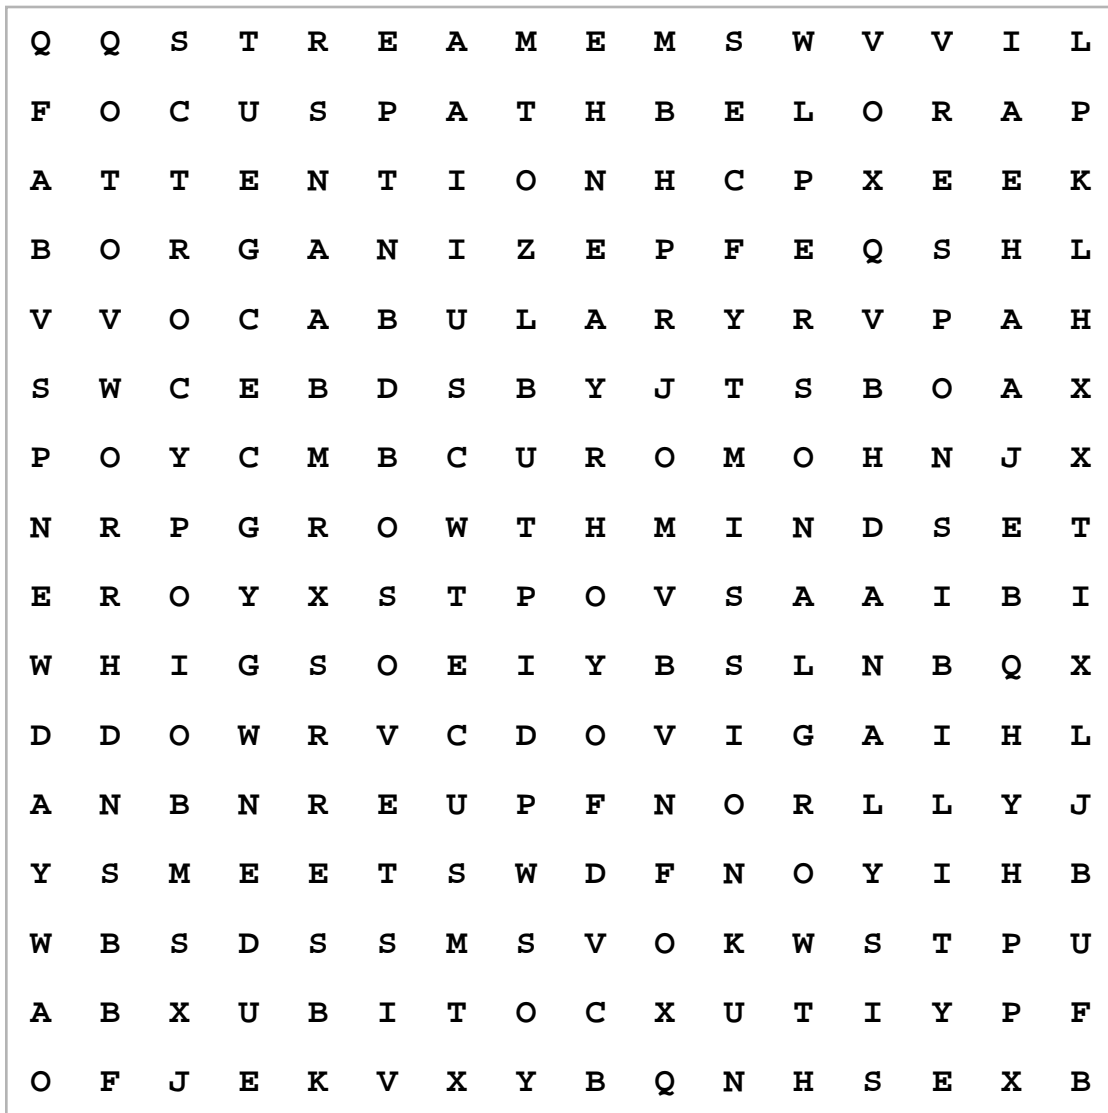 Q Q S T R E A M E M S W V V I L
F O C U S P A T H B E L O R A P
A T T E N T I O N H C P X E E K
B O R G A N I Z E P F E Q S H L
V V O C A B U L A R Y R V P A H
S W C E B D S B Y J T S B O A X
P O Y C M B C U R O M O H N J X
N R P G R O W T H M I N D S E T
E R O Y X S T P O V S A A I B I
W H I G S O E I Y B S L N B Q X
D D O W R V C D O V I G A I H L
A N B N R E U P F N O R L L Y J
Y S M E E T S W D F N O Y I H B
W B S D S S M S V O K W S T P U
A B X U B I T O C X U T I Y P F
O F J E K V X Y B Q N H S E X B